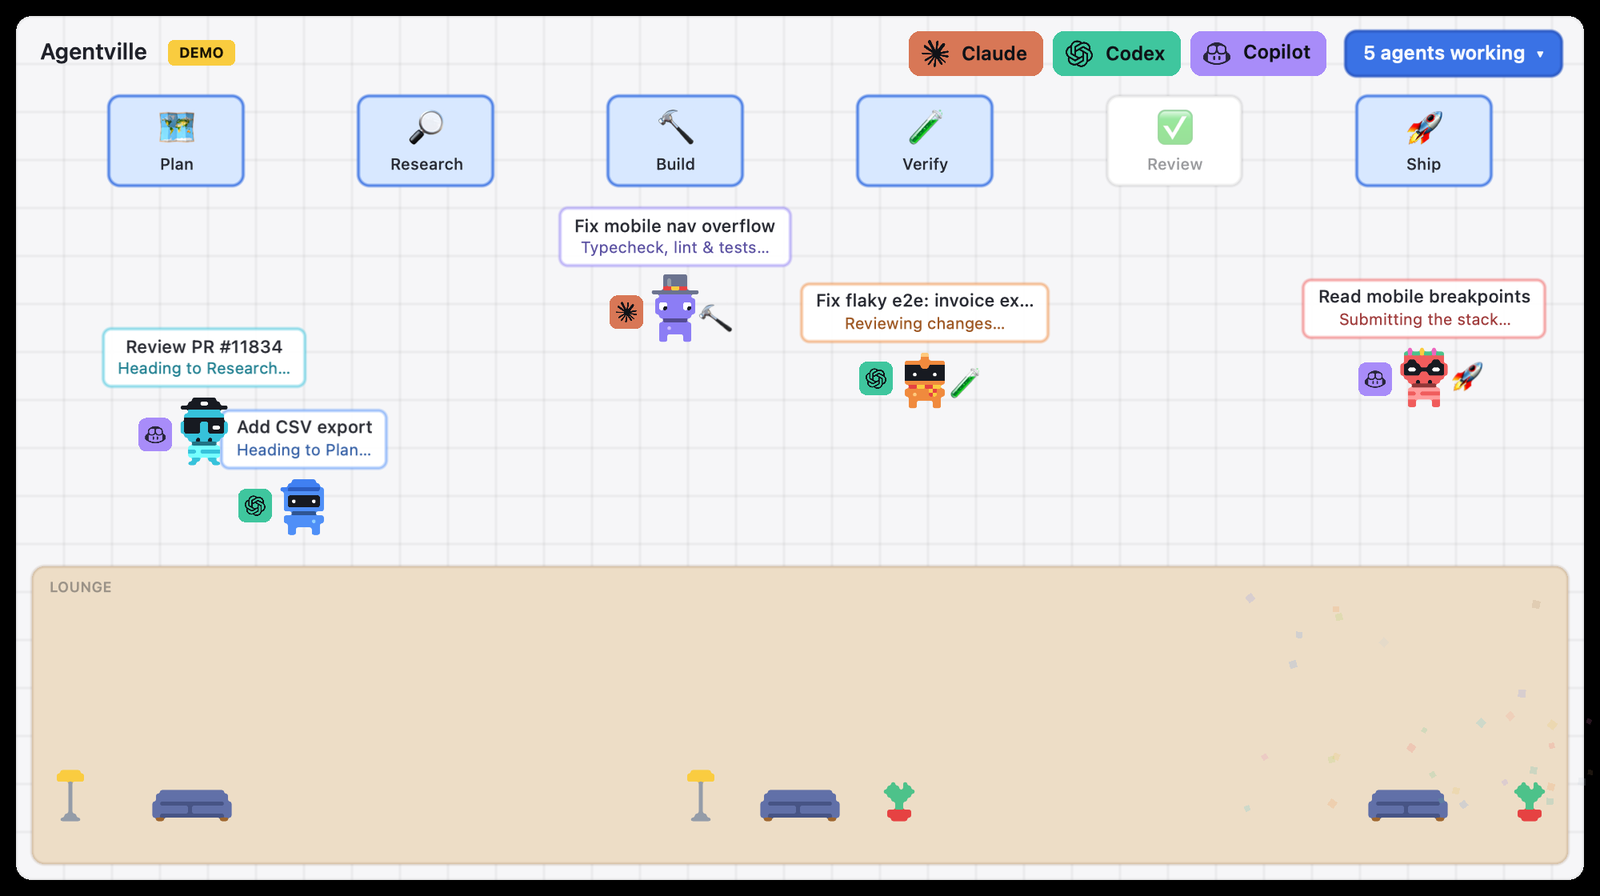 Agentville
DEMO
Claude
Codex
Copilot
5 agents working
Plan
Research
Build
Verify
Review
Ship
Fix mobile nav overflow
Typecheck, lint & tests...
Fix flaky e2e: invoice ex...
Reviewing changes...
Read mobile breakpoints
Submitting the stack...
Review PR #11834
Heading to Research...
Add CSV export
Heading to Plan...
LOUNGE